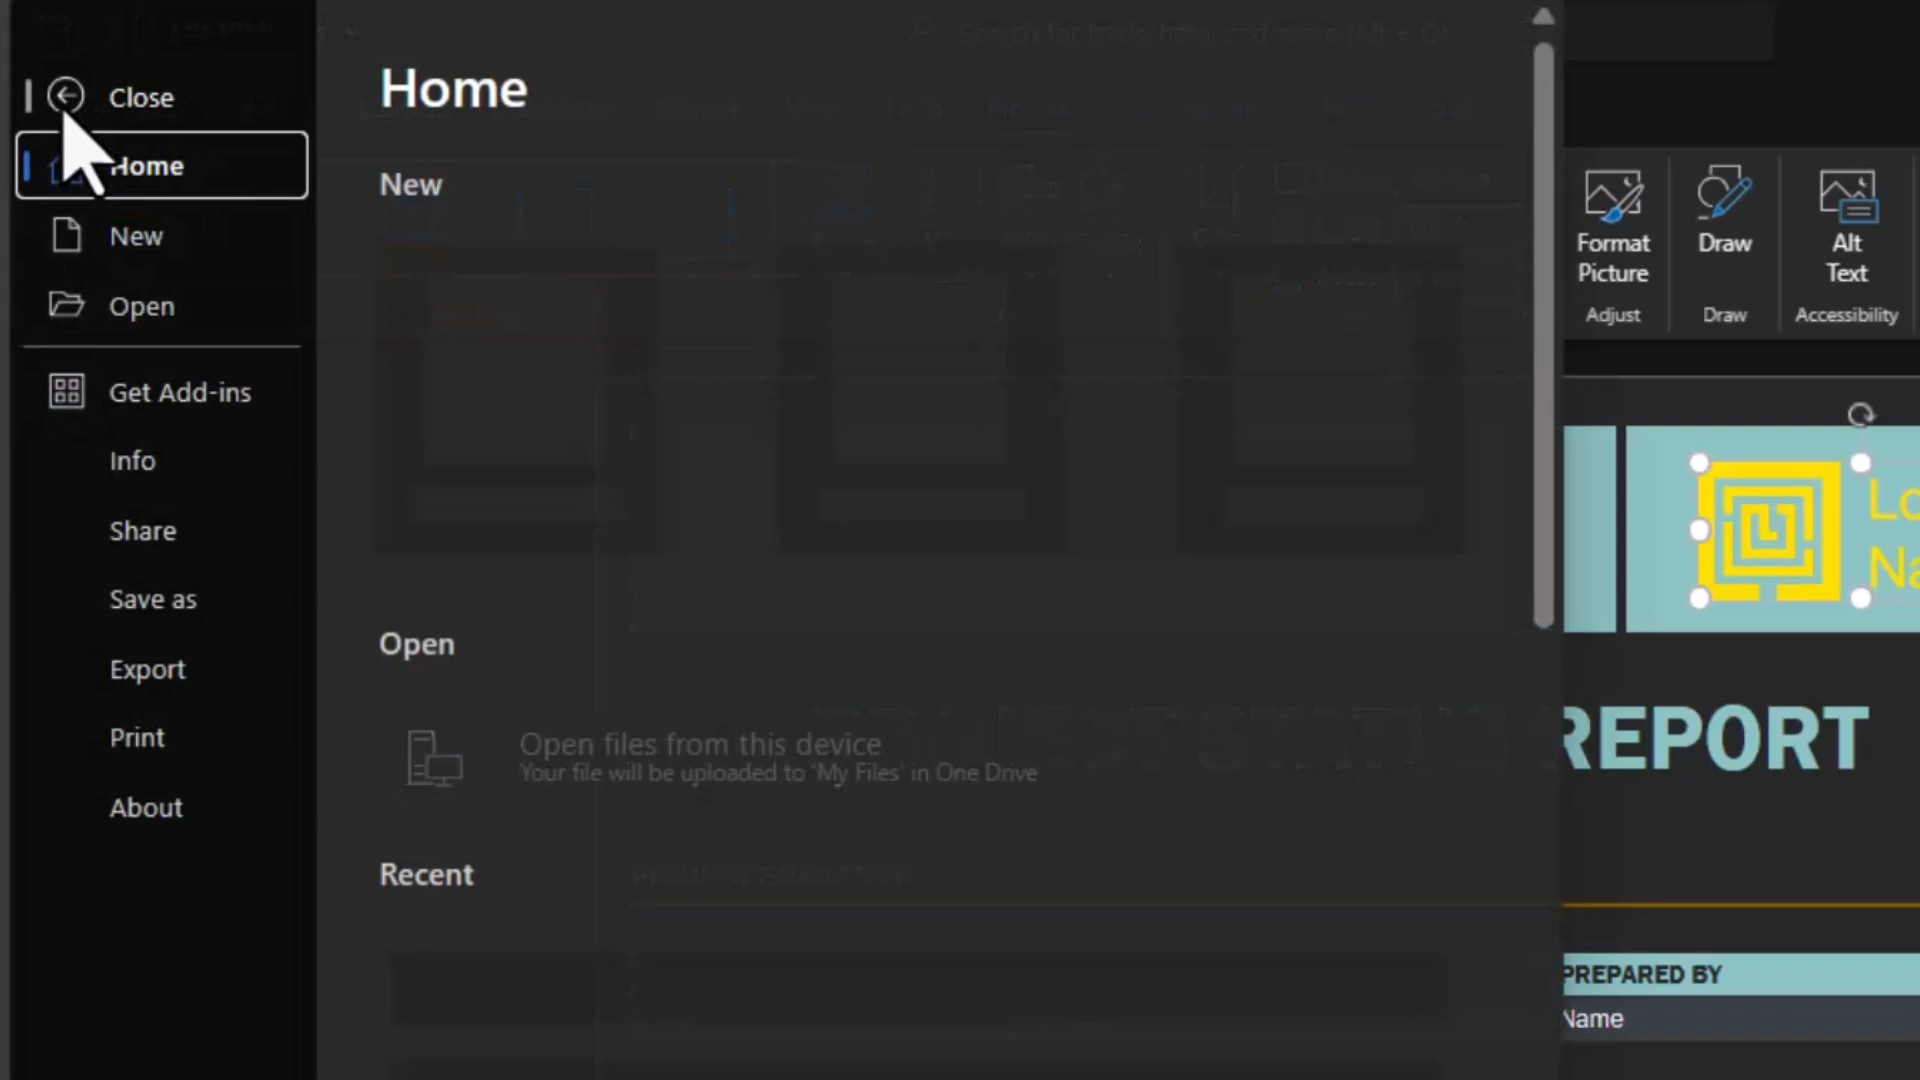 Close
Home
New
Open
Get Add-ins
Info
Share
Save as
Export
Print
About
Home
New
Open
Open files from this device
Your file will be uploaded to 'My Files' in One Drive
Recent
Format
Picture
Adjust
Draw
Draw
Alt
Text
Accessibility
Lo
Na
REPORT
PREPARED BY
Name